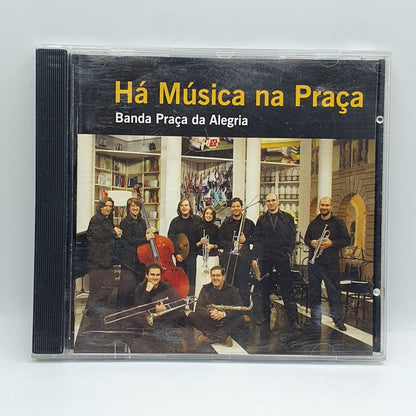 Há Música na Praça
Banda Praça da Alegria